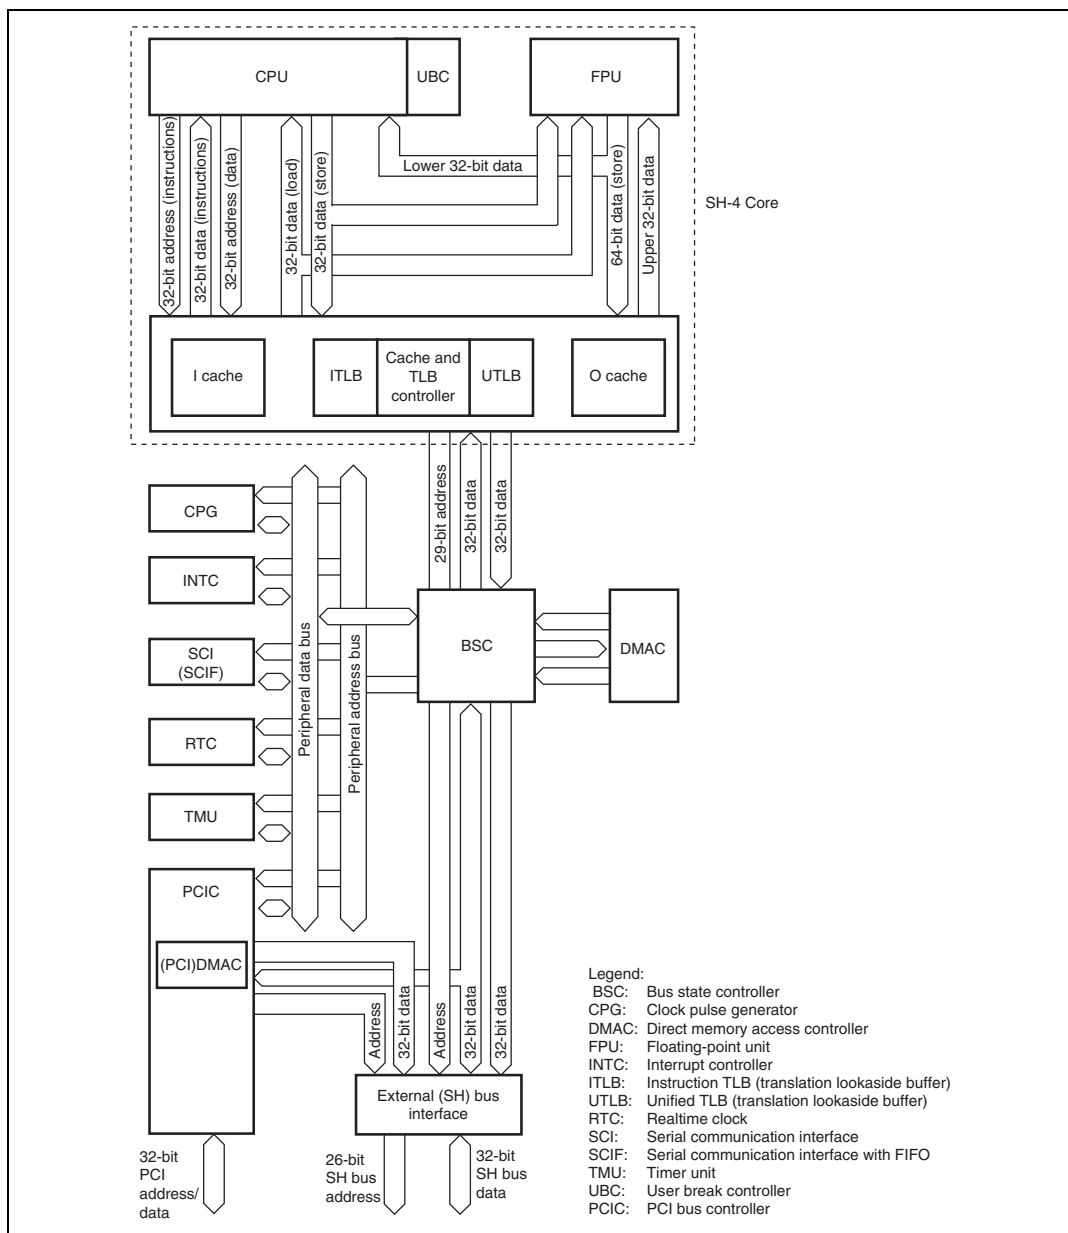 CPU
UBC
FPU
Lower 32-bit data
32-bit address (instructions)
32-bit data (instructions)
32-bit address (data)
32-bit data (load)
32-bit data (store)
64-bit data (store)
Upper 32-bit data
SH-4 Core
I cache
ITLB
Cache and
TLB
controller
UTLB
O cache
29-bit address
32-bit data
32-bit data
CPG
INTC
SCI
(SCIF)
RTC
TMU
PCIC
(PCI)DMAC
Peripheral data bus
Peripheral address bus
BSC
DMAC
Address
32-bit data
Address
32-bit data
32-bit data
External (SH) bus
interface
32-bit
PCI
address/
data
26-bit
SH bus
address
32-bit
SH bus
data
Legend:
BSC: Bus state controller
CPG: Clock pulse generator
DMAC: Direct memory access controller
FPU: Floating-point unit
INTC: Interrupt controller
ITLB: Instruction TLB (translation lookaside buffer)
UTLB: Unified TLB (translation lookaside buffer)
RTC: Realtime clock
SCI: Serial communication interface
SCIF: Serial communication interface with FIFO
TMU: Timer unit
UBC: User break controller
PCIC: PCI bus controller